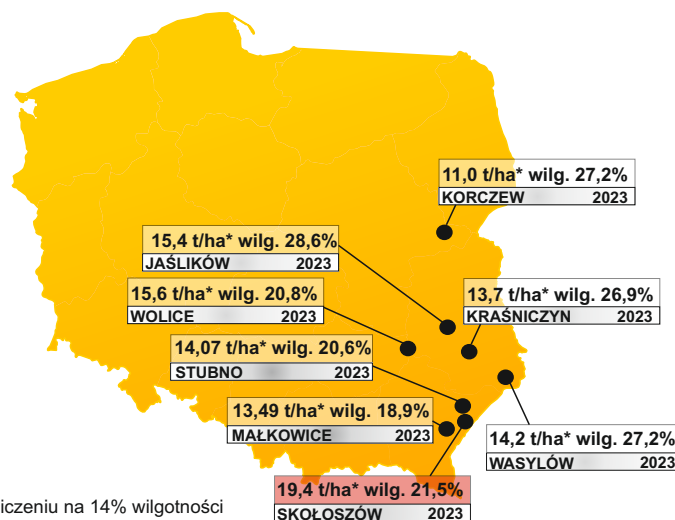 11,0 t/ha* wilg. 27,2%
KORCZEW 2023
15,4 t/ha* wilg. 28,6%
JAŚLIKÓW 2023
15,6 t/ha* wilg. 20,8%
WOLICE 2023
13,7 t/ha* wilg. 26,9%
KRAŚNICZYN 2023
14,07 t/ha* wilg. 20,6%
STUBNO 2023
13,49 t/ha* wilg. 18,9%
MAŁKOWICE 2023
14,2 t/ha* wilg. 27,2%
WASYLÓW 2023
19,4 t/ha* wilg. 21,5%
SKOŁOSZÓW 2023
iczeniu na 14% wilgotności